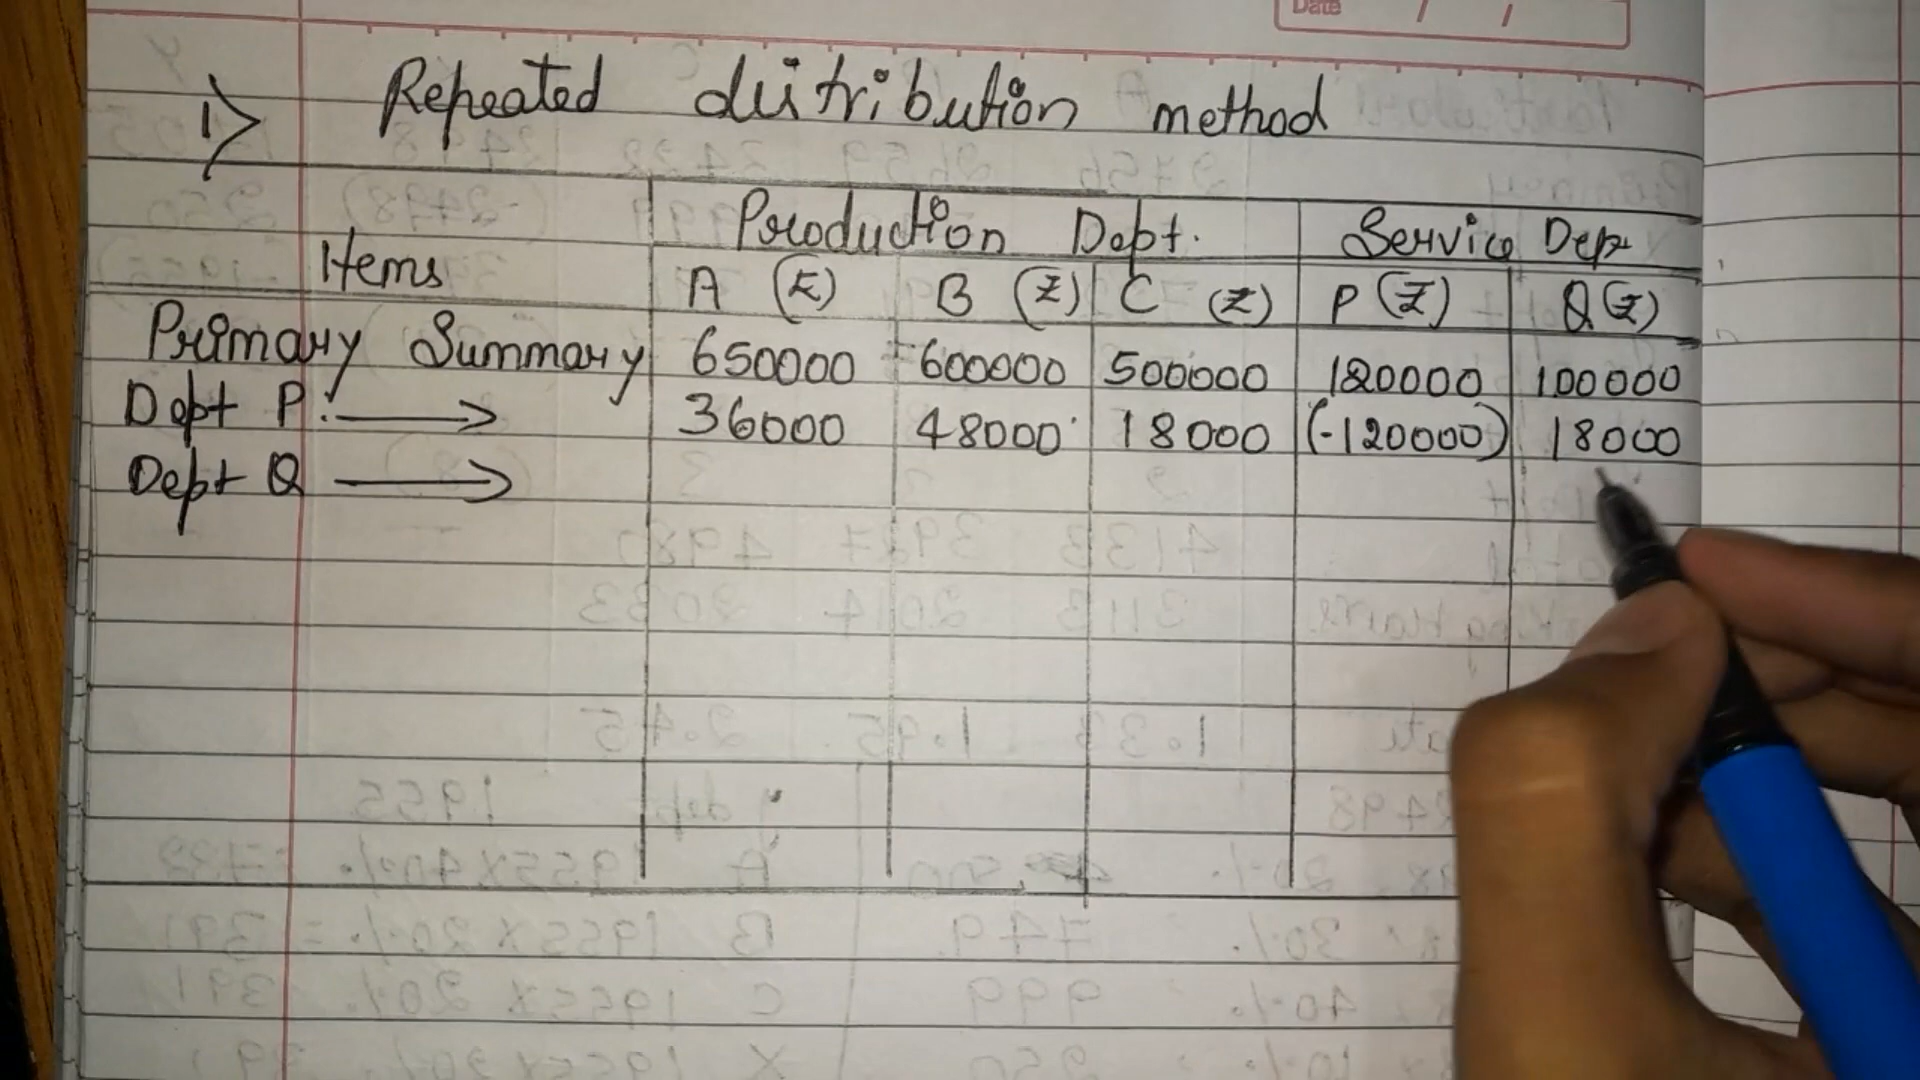 Date / /
1> Repeated distribution method
Items Production Dept. Service Dept
A (₹) B (₹) C (₹) P (₹) Q (₹)
Primary Summary 650000 600000 500000 120000 100000
Dept P: → 36000 48000 18000 (-120000) 18000
Dept Q →